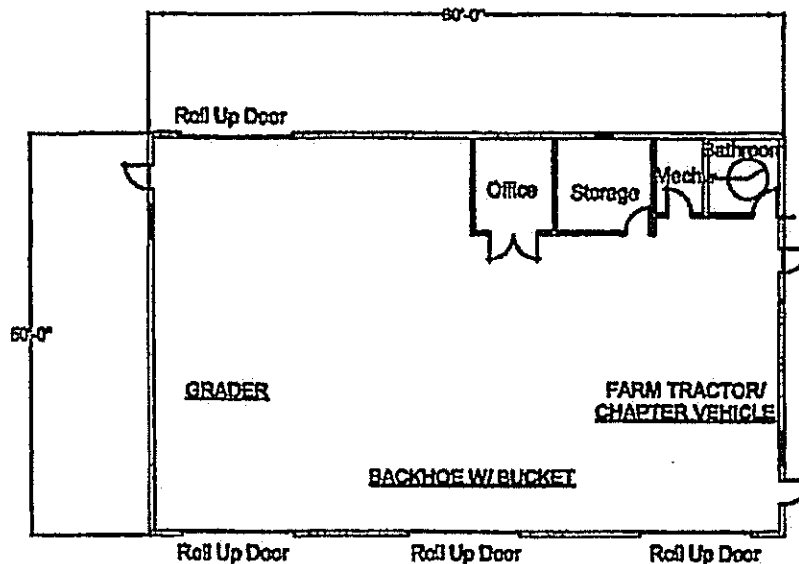 80'-0"
Roll Up Door
Bathroom
Mech.
Office
Storage
50'-0"
GRADER
FARM TRACTOR/
CHAPTER VEHICLE
BACKHOE W/ BUCKET
Roll Up Door
Roll Up Door
Roll Up Door